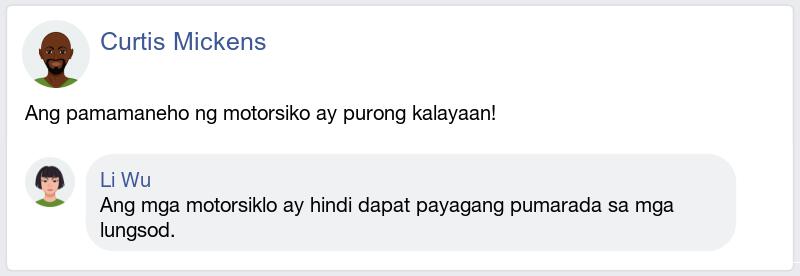 Curtis Mickens
Ang pamamaneho ng motorsiko ay purong kalayaan!
Li Wu
Ang mga motorsiklo ay hindi dapat payagang pumarada sa mga
lungsod.